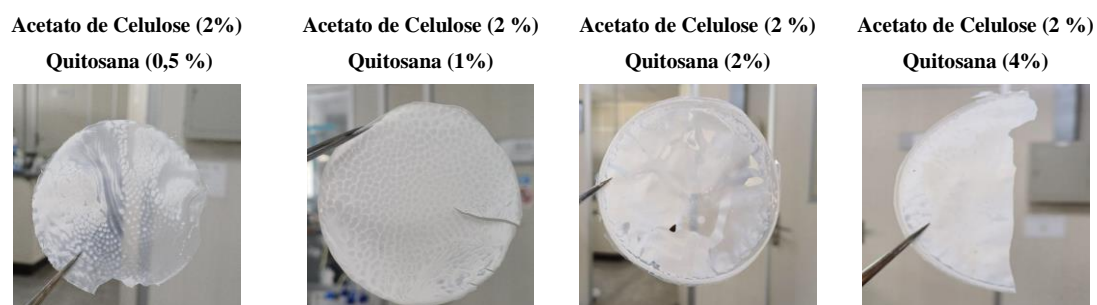 Acetato de Celulose (2%)
Quitosana (0,5 %)
Acetato de Celulose (2 %)
Quitosana (1%)
Acetato de Celulose (2 %)
Quitosana (2%)
Acetato de Celulose (2 %)
Quitosana (4%)